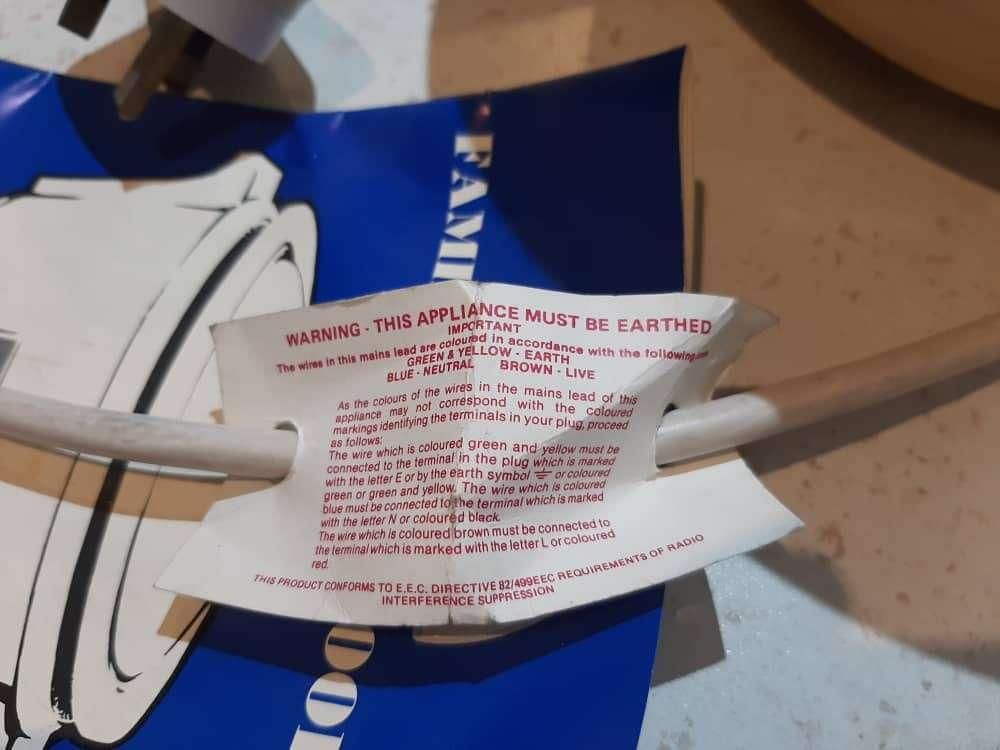 WARNING - THIS APPLIANCE MUST BE EARTHED
IMPORTANT
The wires in this mains lead are coloured in accordance with the following
GREEN & YELLOW - EARTH
BLUE - NEUTRAL BROWN - LIVE
As the colours of the wires in the mains lead of this
appliance may not correspond with the coloured
markings identifying the terminals in your plug, proceed
as follows:
The wire which is coloured green and yellow must be
connected to the terminal in the plug which is marked
with the letter E or by the earth symbol ⏚ or coloured
green or green and yellow. The wire which is coloured
blue must be connected to the terminal which is marked
with the letter N or coloured black.
The wire which is coloured brown must be connected to
the terminal which is marked with the letter L or coloured
red.
THIS PRODUCT CONFORMS TO E.E.C. DIRECTIVE 82/499EEC REQUIREMENTS OF RADIO
INTERFERENCE SUPPRESSION
FAMI